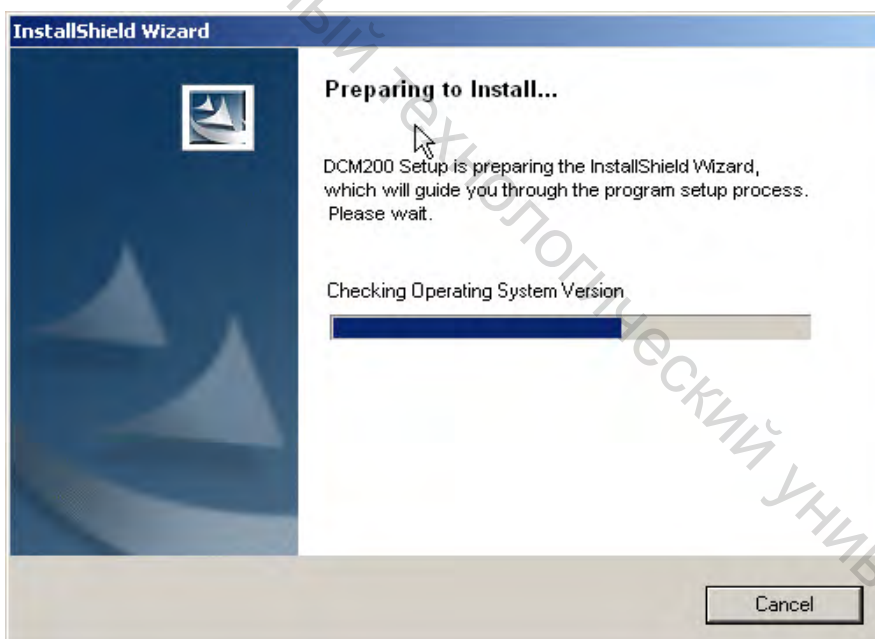 InstallShield Wizard
Preparing to Install...
DCM200 Setup is preparing the InstallShield Wizard,
which will guide you through the program setup process.
Please wait.
Checking Operating System Version
Cancel
технологический